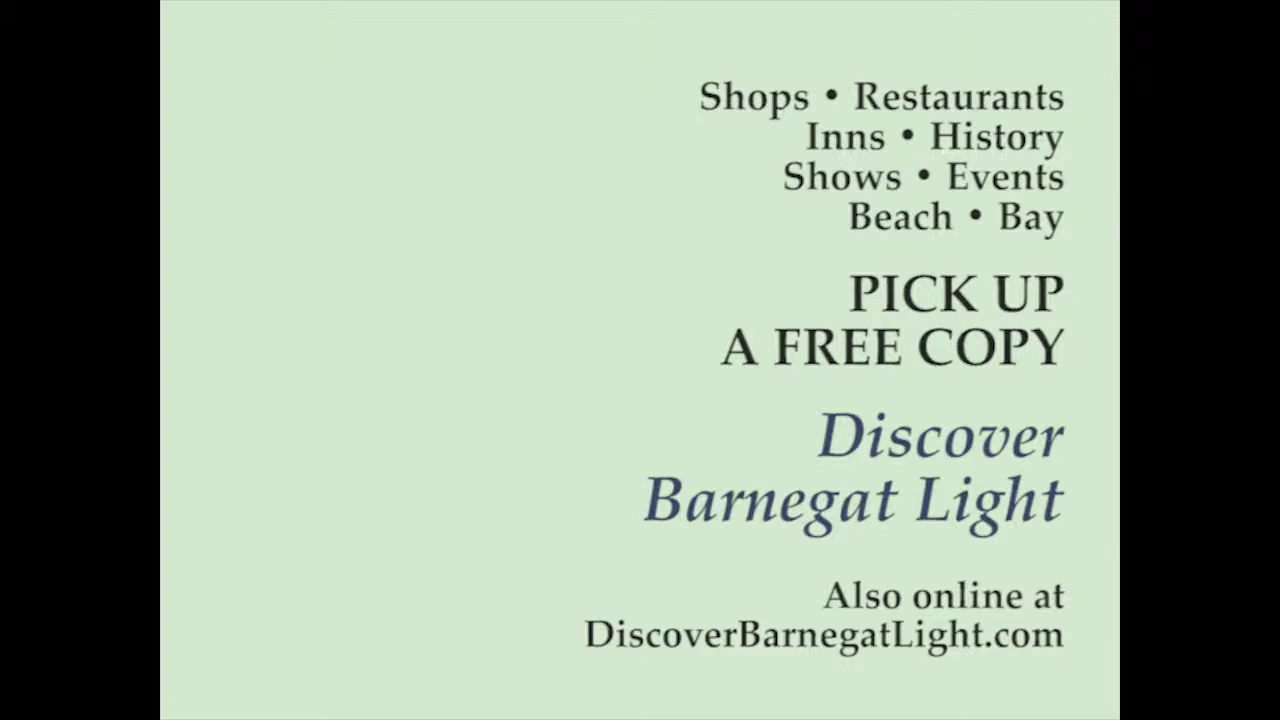 Shops • Restaurants
Inns • History
Shows • Events
Beach • Bay
PICK UP
A FREE COPY
Discover
Barnegat Light
Also online at
DiscoverBarnegatLight.com